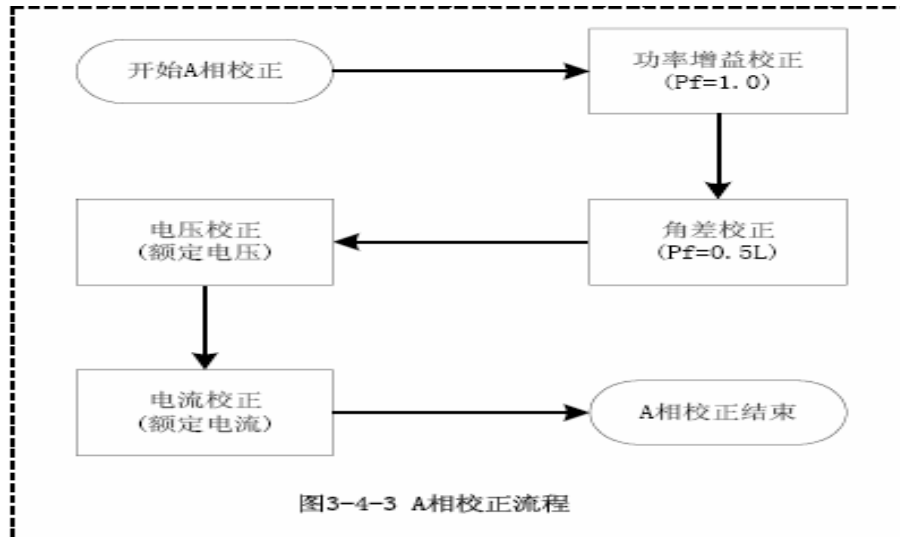 开始A相校正
功率增益校正
(Pf=1.0)
角差校正
(Pf=0.5L)
电压校正
(额定电压)
电流校正
(额定电流)
A相校正结束
图3-4-3 A相校正流程